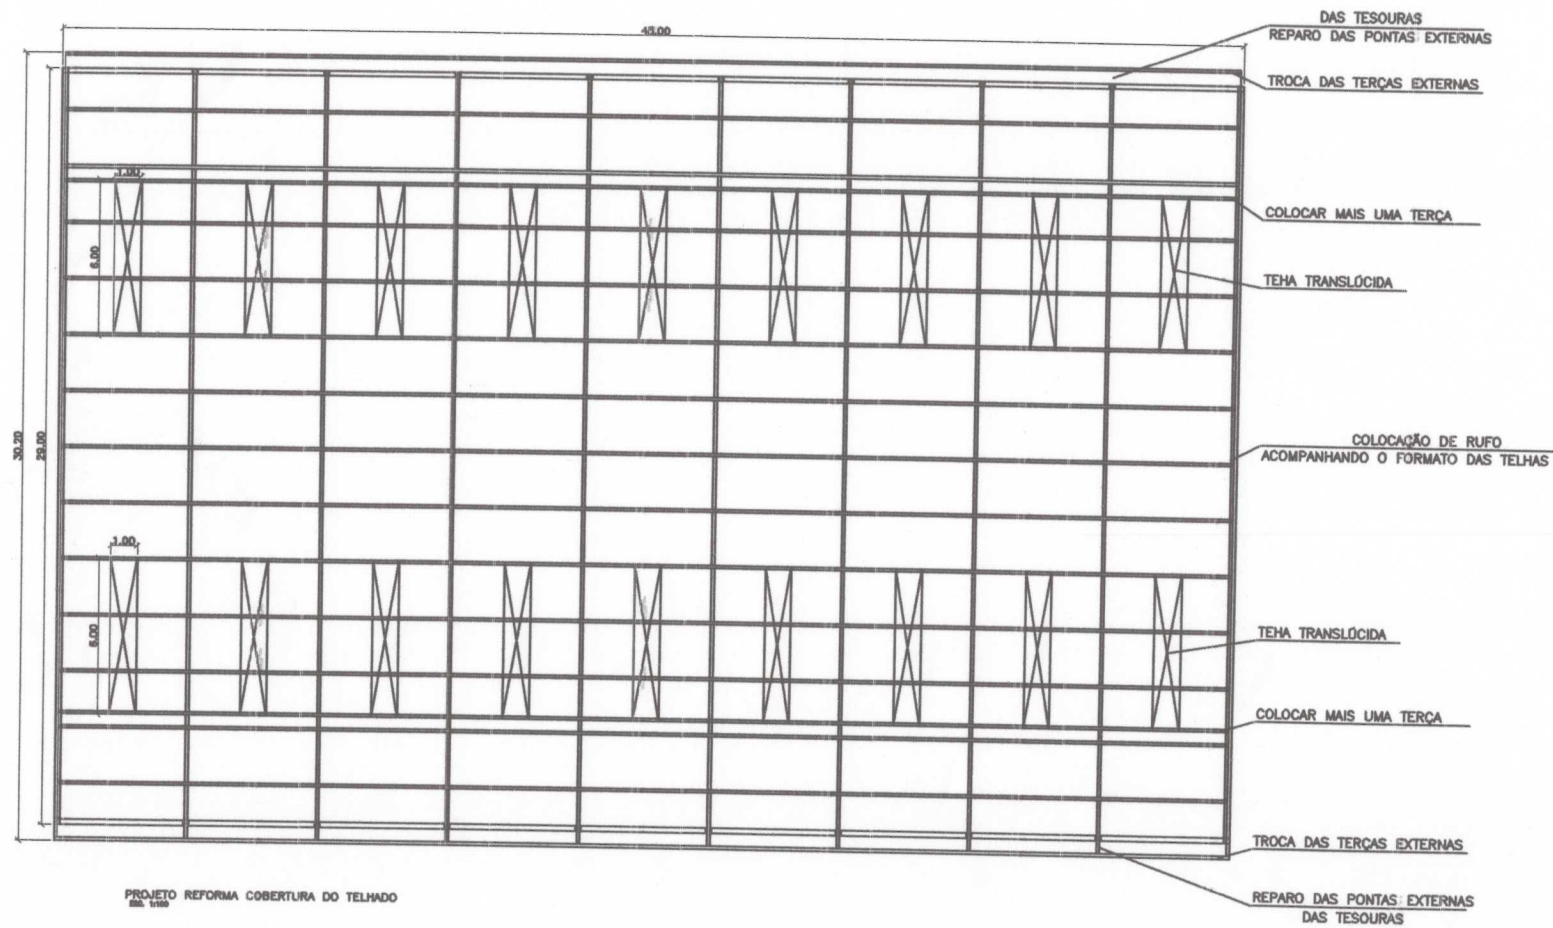 DAS TESOURAS
REPARO DAS PONTAS EXTERNAS
45.00
TROCA DAS TERÇAS EXTERNAS
1.00
COLOCAR MAIS UMA TERÇA
6.00
TEHA TRANSLÚCIDA
30.20
29.00
COLOCAÇÃO DE RUFO
ACOMPANHANDO O FORMATO DAS TELHAS
1.00
6.00
TEHA TRANSLÚCIDA
COLOCAR MAIS UMA TERÇA
TROCA DAS TERÇAS EXTERNAS
PROJETO REFORMA COBERTURA DO TELHADO
ESC. 1:100
REPARO DAS PONTAS EXTERNAS
DAS TESOURAS